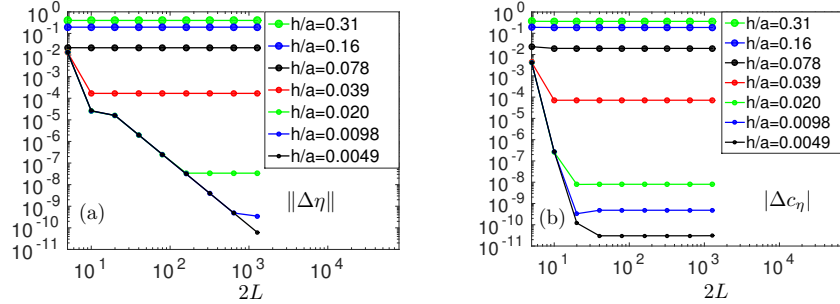 10^0
10^-1
10^-2
10^-3
10^-4
10^-5
10^-6
10^-7
10^-8
10^-9
10^-10
10^-11
h/a=0.31
h/a=0.16
h/a=0.078
h/a=0.039
h/a=0.020
h/a=0.0098
h/a=0.0049
(a)
‖Δη‖
10^1 10^2 10^3 10^4
2L
10^0
10^-1
10^-2
10^-3
10^-4
10^-5
10^-6
10^-7
10^-8
10^-9
10^-10
10^-11
h/a=0.31
h/a=0.16
h/a=0.078
h/a=0.039
h/a=0.020
h/a=0.0098
h/a=0.0049
(b)
|Δc_η|
10^1 10^2 10^3 10^4
2L